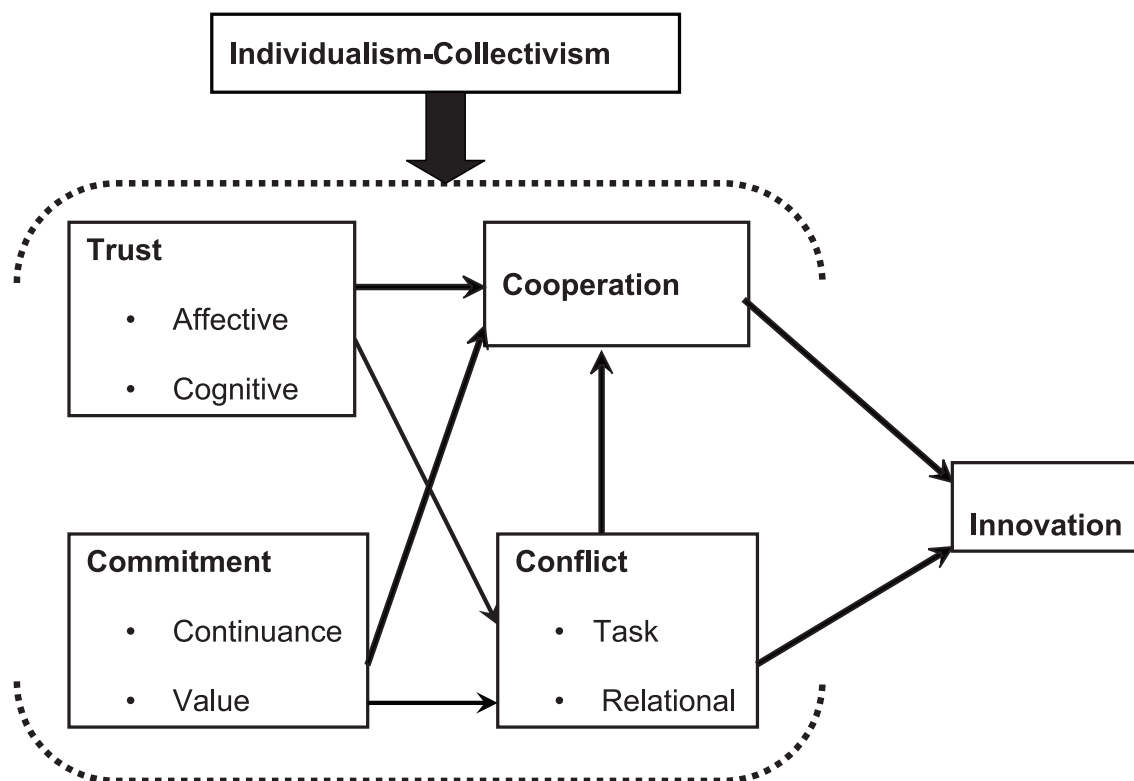 Individualism-Collectivism
Trust
• Affective
• Cognitive
Cooperation
Commitment
• Continuance
• Value
Conflict
• Task
• Relational
Innovation